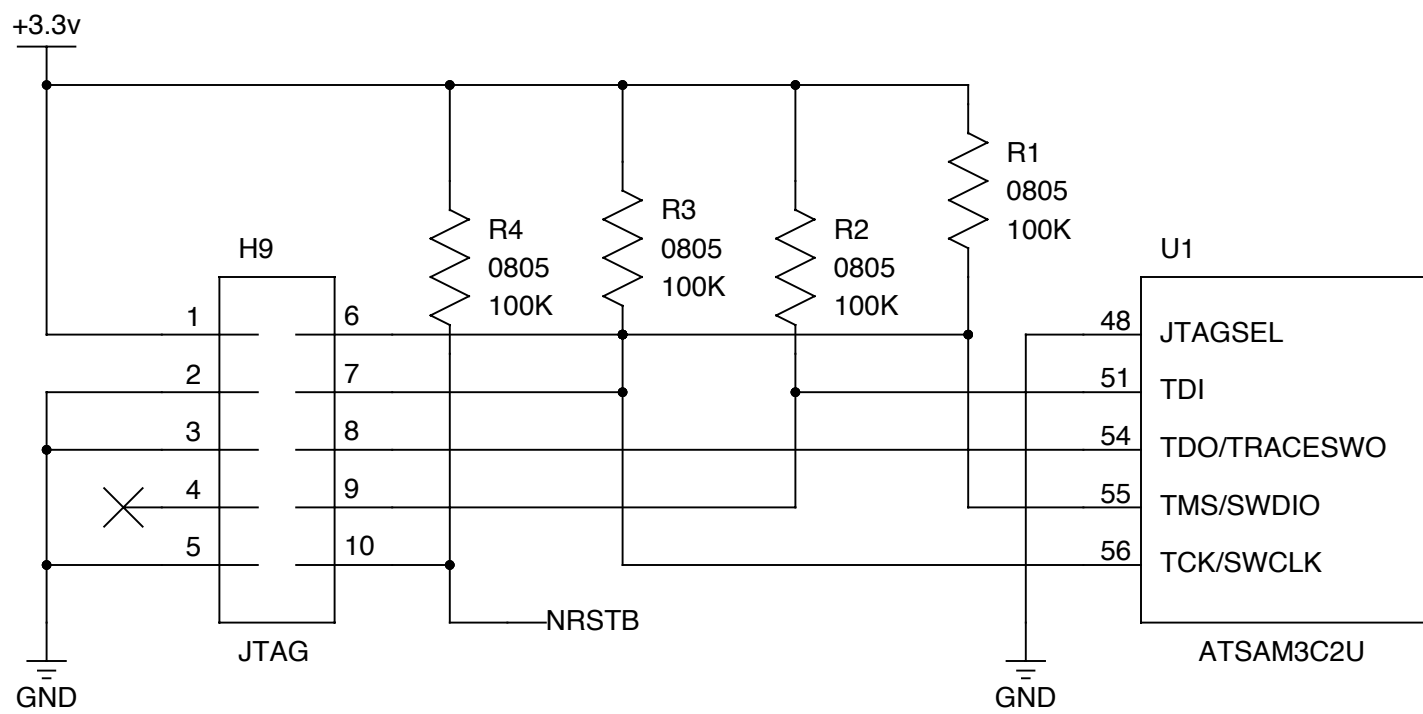 +3.3v
R1
0805
100K
R3
0805
100K
R4
0805
100K
R2
0805
100K
H9
U1
1
6
48
JTAGSEL
2
7
51
TDI
3
8
54
TDO/TRACESWO
4
9
55
TMS/SWDIO
5
10
56
TCK/SWCLK
NRSTB
JTAG
ATSAM3C2U
GND
GND